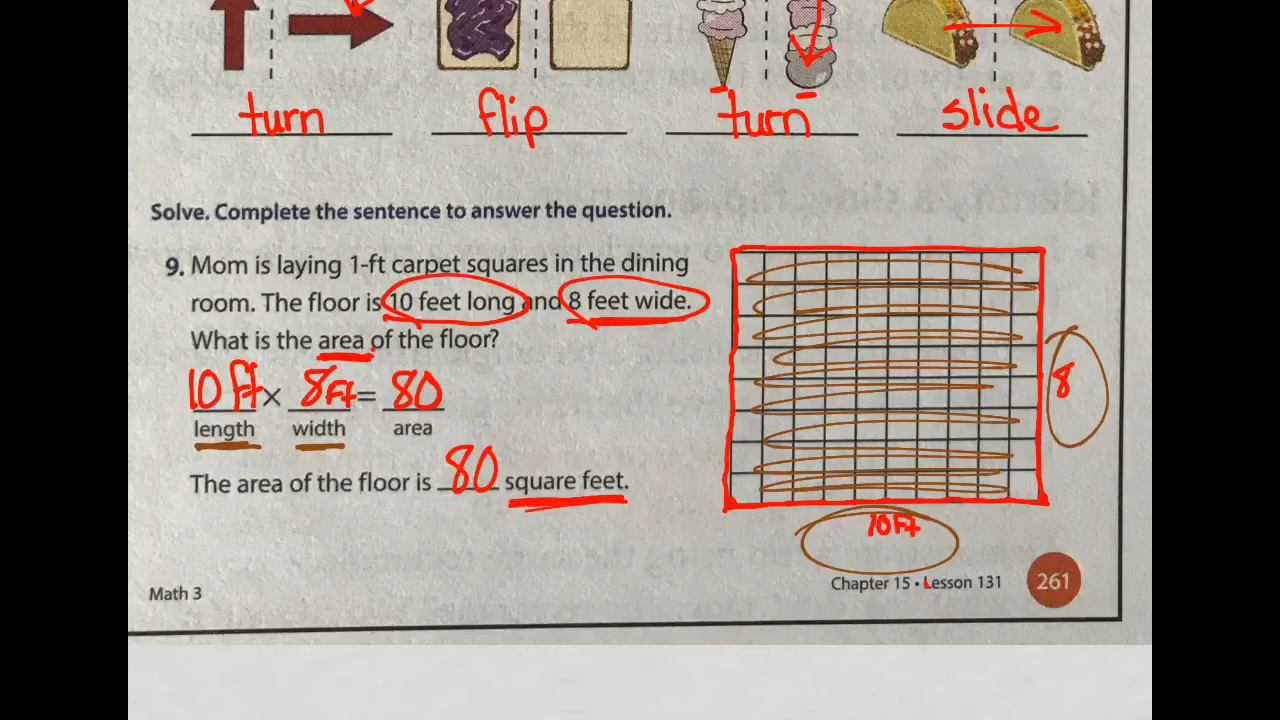 turn flip turn slide
Solve. Complete the sentence to answer the question.
9. Mom is laying 1-ft carpet squares in the dining
room. The floor is 10 feet long and 8 feet wide.
What is the area of the floor?
10 ft × 8 ft = 80
length width area
The area of the floor is 80 square feet.
8
10 ft
Math 3
Chapter 15 • Lesson 131 261